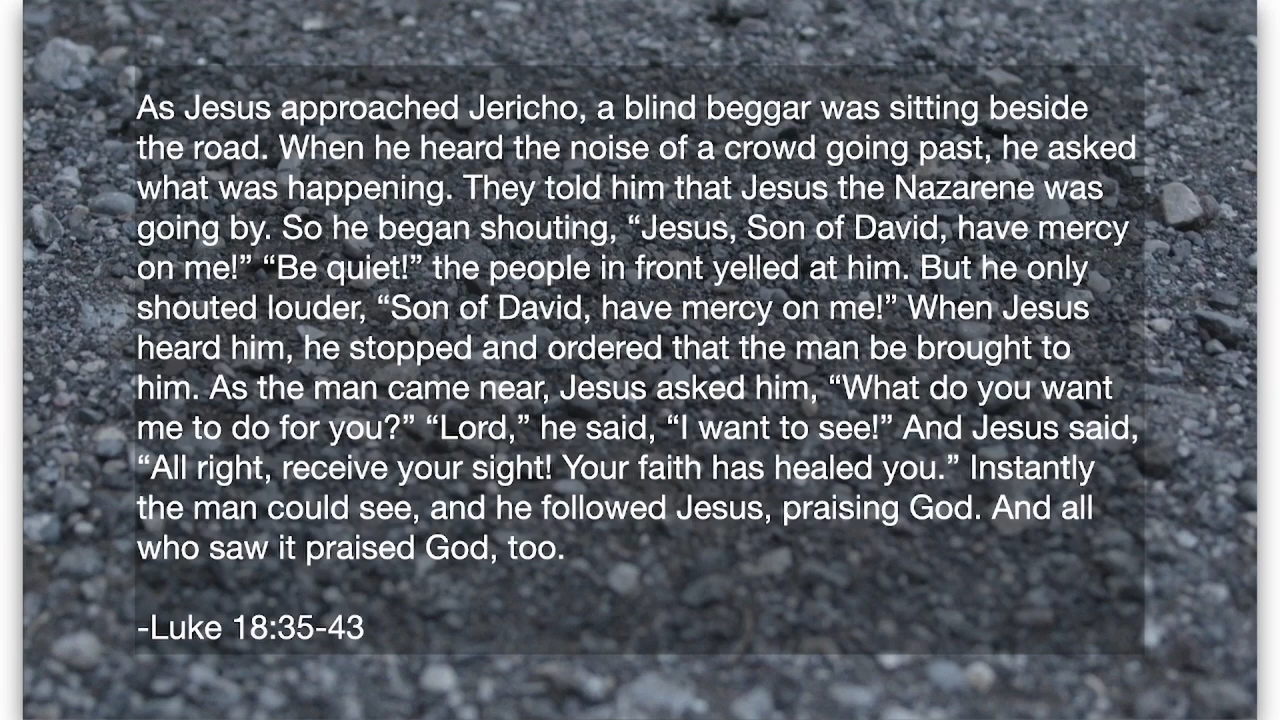 As Jesus approached Jericho, a blind beggar was sitting beside
the road. When he heard the noise of a crowd going past, he asked
what was happening. They told him that Jesus the Nazarene was
going by. So he began shouting, “Jesus, Son of David, have mercy
on me!” “Be quiet!” the people in front yelled at him. But he only
shouted louder, “Son of David, have mercy on me!” When Jesus
heard him, he stopped and ordered that the man be brought to
him. As the man came near, Jesus asked him, “What do you want
me to do for you?” “Lord,” he said, “I want to see!” And Jesus said,
“All right, receive your sight! Your faith has healed you.” Instantly
the man could see, and he followed Jesus, praising God. And all
who saw it praised God, too.
-Luke 18:35-43